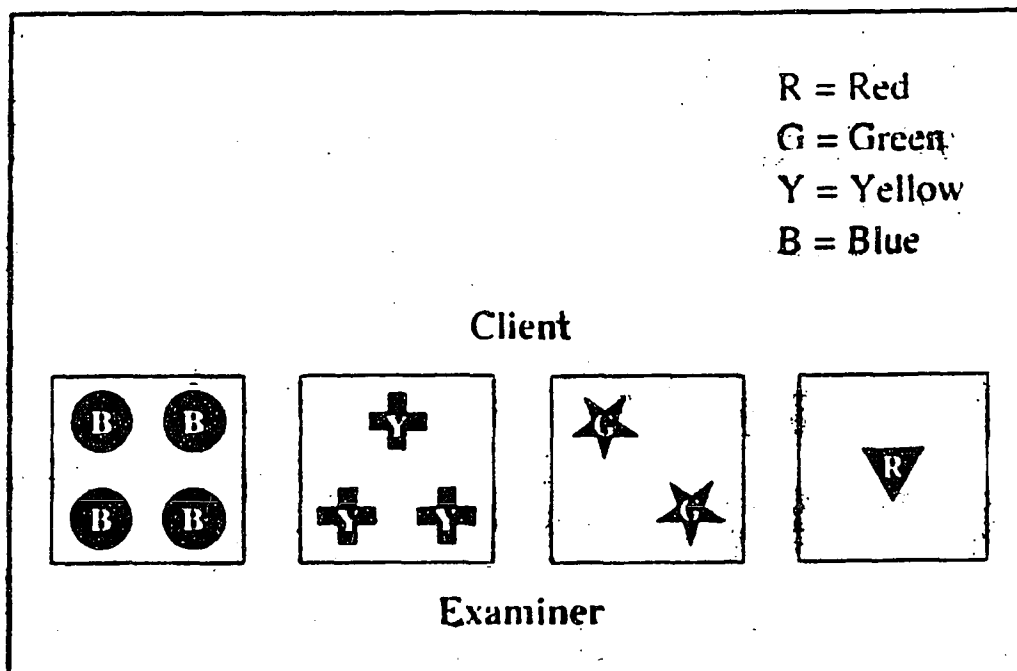 R = Red
G = Green
Y = Yellow
B = Blue
Client
B B Y G
R
B B Y Y G
Examiner